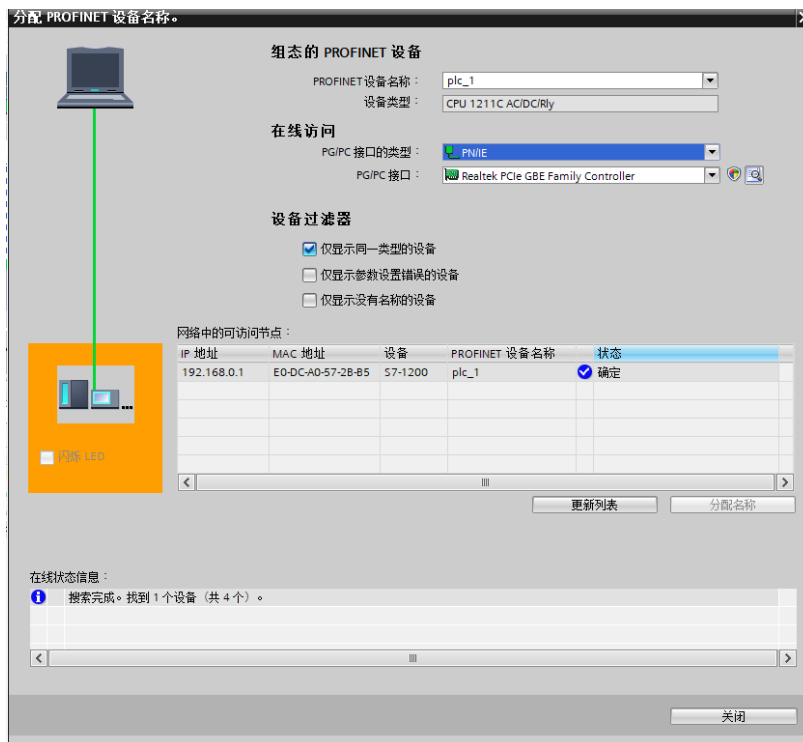 分配 PROFINET 设备名称。
组态的 PROFINET 设备
PROFINET 设备名称： plc_1
设备类型： CPU 1211C AC/DC/Rly
在线访问
PG/PC 接口的类型： PN/IE
PG/PC 接口： Realtek PCIe GBE Family Controller
设备过滤器
仅显示同一类型的设备
仅显示参数设置错误的设备
仅显示没有名称的设备
网络中的可访问节点：
IP 地址 MAC 地址 设备 PROFINET 设备名称 状态
192.168.0.1 E0-DC-A0-57-2B-B5 S7-1200 plc_1 确定
闪烁 LED
更新列表 分配名称
在线状态信息：
搜索完成。找到 1 个设备（共 4 个）。
关闭